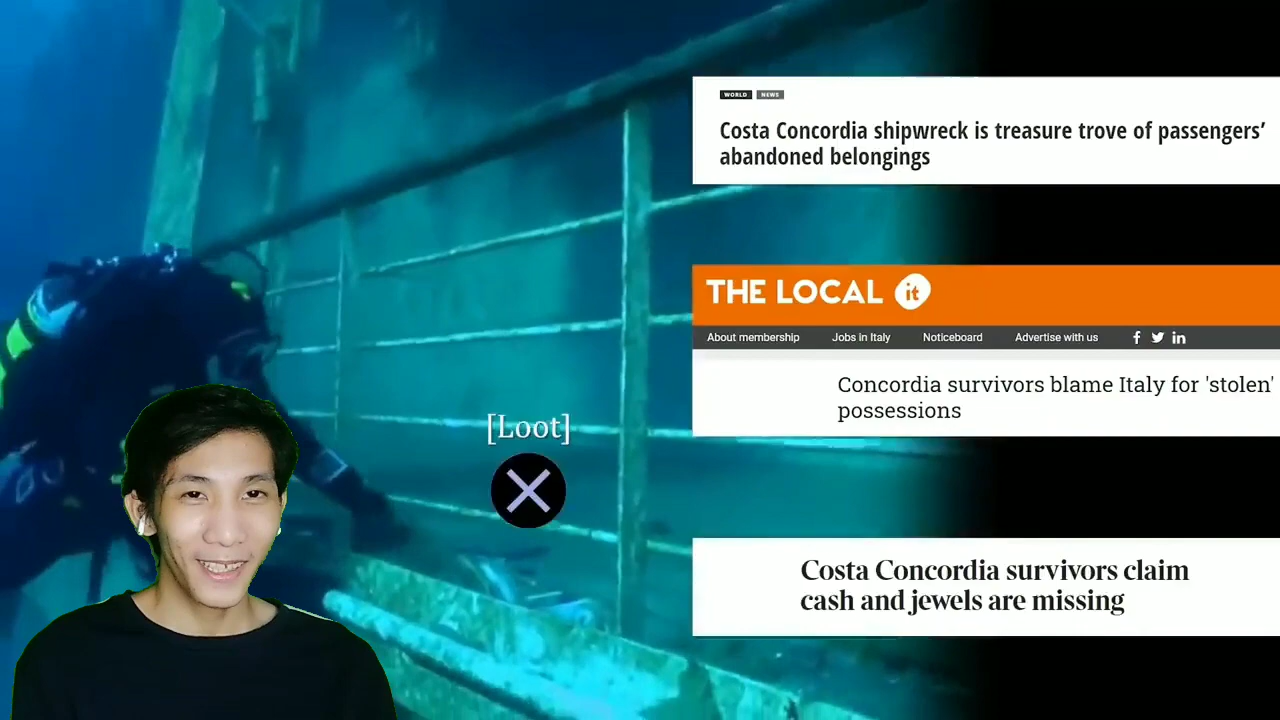 WORLD NEWS
Costa Concordia shipwreck is treasure trove of passengers’
abandoned belongings
THE LOCAL it
About membership Jobs in Italy Noticeboard Advertise with us
Concordia survivors blame Italy for 'stolen'
possessions
[Loot]
Costa Concordia survivors claim
cash and jewels are missing